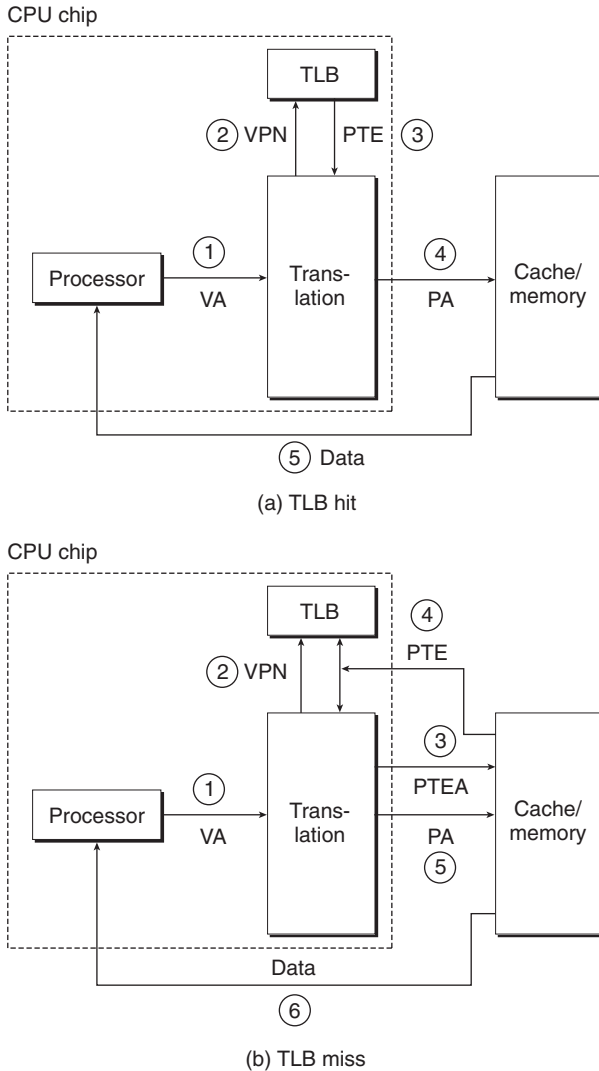 CPU chip
TLB
② VPN PTE ③
① ④
Processor Trans-
lation Cache/
memory
VA PA
⑤ Data
(a) TLB hit
CPU chip
TLB ④
② VPN PTE
③
① PTEA
Processor Trans-
lation Cache/
memory
VA PA
⑤
Data
⑥
(b) TLB miss